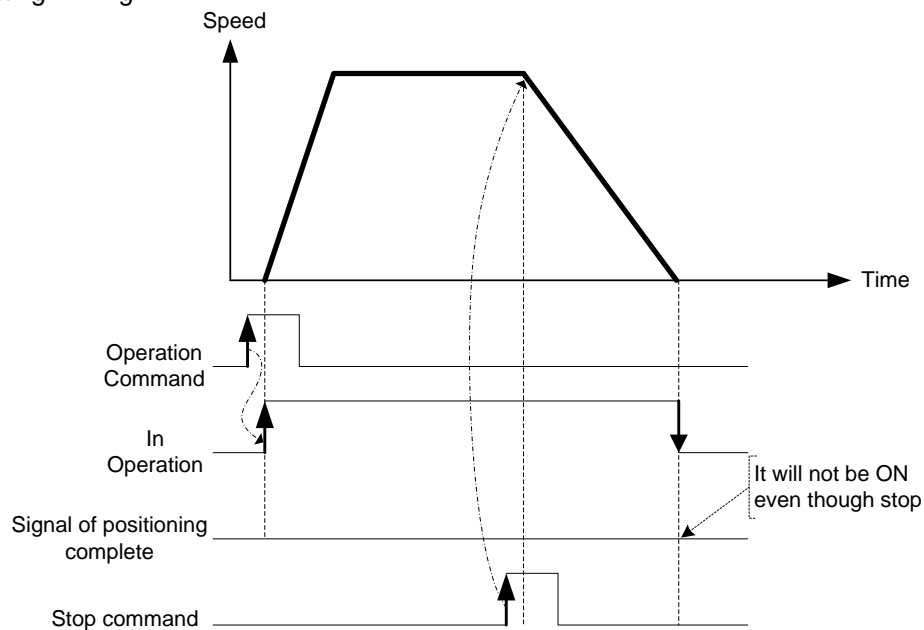 Speed
Time
Operation
Command
In
Operation
It will not be ON
even though stop
Signal of positioning
complete
Stop command